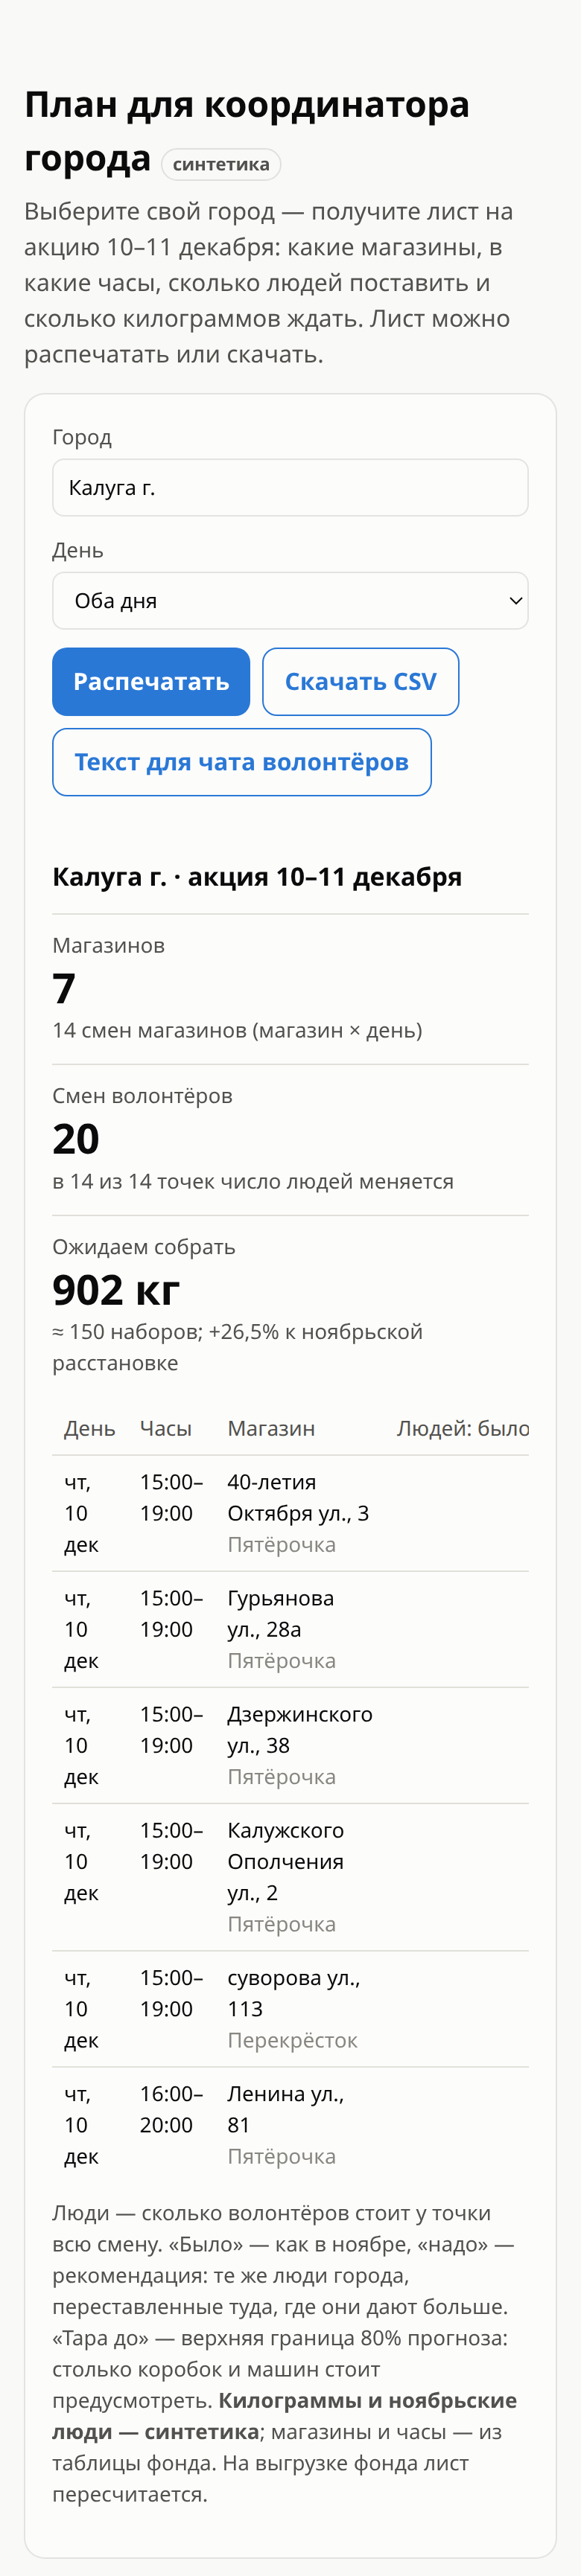 План для координатора
города синтетика
Выберите свой город — получите лист на
акцию 10–11 декабря: какие магазины, в
какие часы, сколько людей поставить и
сколько килограммов ждать. Лист можно
распечатать или скачать.
Город
Калуга г.
День
Оба дня
Распечатать Скачать CSV
Текст для чата волонтёров
Калуга г. · акция 10–11 декабря
Магазинов
7
14 смен магазинов (магазин × день)
Смен волонтёров
20
в 14 из 14 точек число людей меняется
Ожидаем собрать
902 кг
≈ 150 наборов; +26,5% к ноябрьской
расстановке
День Часы Магазин Людей: было
чт, 15:00– 40-летия
10 19:00 Октября ул., 3
дек Пятёрочка
чт, 15:00– Гурьянова
10 19:00 ул., 28а
дек Пятёрочка
чт, 15:00– Дзержинского
10 19:00 ул., 38
дек Пятёрочка
чт, 15:00– Калужского
10 19:00 Ополчения
дек ул., 2
Пятёрочка
чт, 15:00– суворова ул.,
10 19:00 113
дек Перекрёсток
чт, 16:00– Ленина ул.,
10 20:00 81
дек Пятёрочка
Люди — сколько волонтёров стоит у точки
всю смену. «Было» — как в ноябре, «надо» —
рекомендация: те же люди города,
переставленные туда, где они дают больше.
«Тара до» — верхняя граница 80% прогноза:
столько коробок и машин стоит
предусмотреть. Килограммы и ноябрьские
люди — синтетика; магазины и часы — из
таблицы фонда. На выгрузке фонда лист
пересчитается.